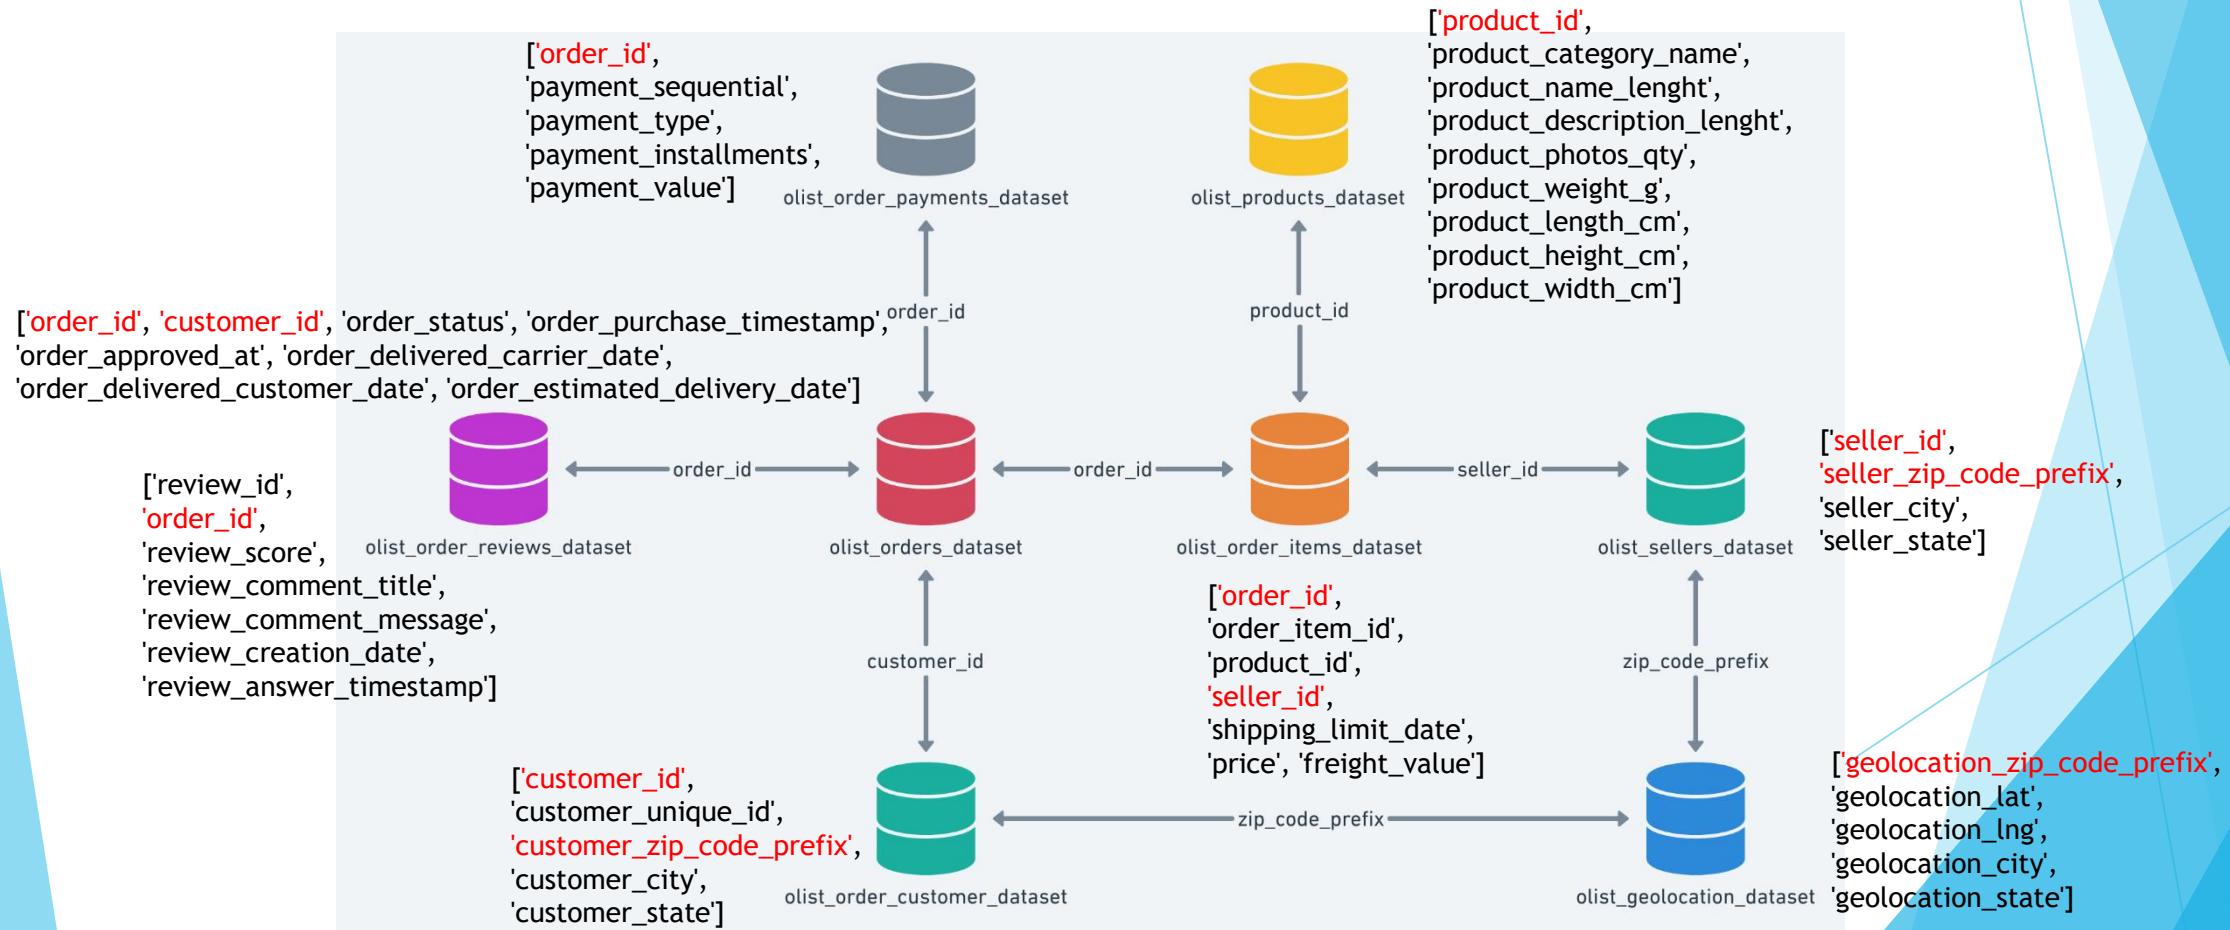 ['order_id',
'payment_sequential',
'payment_type',
'payment_installments',
'payment_value']
olist_order_payments_dataset
['product_id',
'product_category_name',
'product_name_lenght',
'product_description_lenght',
'product_photos_qty',
'product_weight_g',
'product_length_cm',
'product_height_cm',
'product_width_cm']
olist_products_dataset
order_id
product_id
['order_id', 'customer_id', 'order_status', 'order_purchase_timestamp',
'order_approved_at', 'order_delivered_carrier_date',
'order_delivered_customer_date', 'order_estimated_delivery_date']
order_id
order_id
seller_id
['review_id',
'order_id',
'review_score',
'review_comment_title',
'review_comment_message',
'review_creation_date',
'review_answer_timestamp']
olist_order_reviews_dataset
olist_orders_dataset
olist_order_items_dataset
olist_sellers_dataset
['seller_id',
'seller_zip_code_prefix',
'seller_city',
'seller_state']
['order_id',
'order_item_id',
'product_id',
'seller_id',
'shipping_limit_date',
'price', 'freight_value']
customer_id
zip_code_prefix
['customer_id',
'customer_unique_id',
'customer_zip_code_prefix',
'customer_city',
'customer_state']
olist_order_customer_dataset
zip_code_prefix
olist_geolocation_dataset
['geolocation_zip_code_prefix',
'geolocation_lat',
'geolocation_lng',
'geolocation_city',
'geolocation_state']